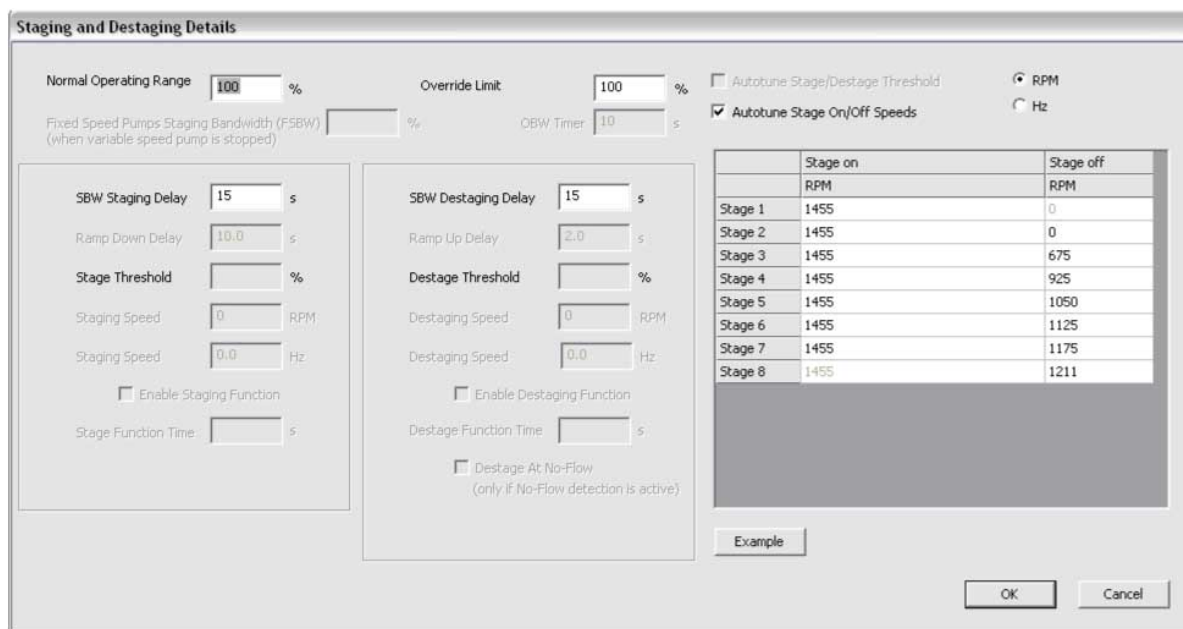 Staging and Destaging Details
Normal Operating Range 100 %
Override Limit 100 %
Autotune Stage/Destage Threshold
RPM
Fixed Speed Pumps Staging Bandwidth (FSBW) %
(when variable speed pump is stopped)
OBW Timer 10 s
Autotune Stage On/Off Speeds
Hz
SBW Staging Delay 15 s
Ramp Down Delay 10.0 s
Stage Threshold %
Staging Speed 0 RPM
Staging Speed 0.0 Hz
Enable Staging Function
Stage Function Time s
SBW Destaging Delay 15 s
Ramp Up Delay 2.0 s
Destage Threshold %
Destaging Speed 0 RPM
Destaging Speed 0.0 Hz
Enable Destaging Function
Destage Function Time s
Destage At No-Flow
(only if No-Flow detection is active)
Stage on Stage off
RPM RPM
Stage 1 1455 0
Stage 2 1455 0
Stage 3 1455 675
Stage 4 1455 925
Stage 5 1455 1050
Stage 6 1455 1125
Stage 7 1455 1175
Stage 8 1455 1211
Example
OK Cancel